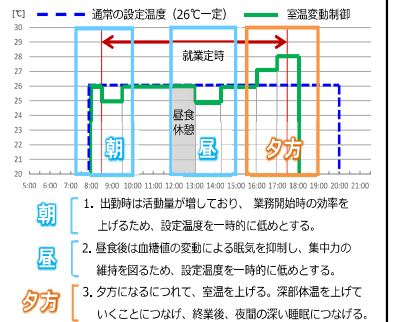 [℃]
通常の設定温度（26℃一定）
室温変動制御
30
29
28
27
26
25
24
23
22
21
20
就業定時
昼食
休憩
朝
昼
夕方
5:00 6:00 7:00 8:00 9:00 10:00 11:00 12:00 13:00 14:00 15:00 16:00 17:00 18:00 19:00 20:00 21:00
朝
1. 出勤時は活動量が増しており、 業務開始時の効率を
上げるため、設定温度を一時的に低めとする。
昼
2. 昼食後は血糖値の変動による眠気を抑制し、集中力の
維持を図るため、設定温度を一時的に低めとする。
夕方
3. 夕方になるにつれて、室温を上げる。深部体温を上げて
いくことにつなげ、終業後、夜間の深い睡眠につなげる。